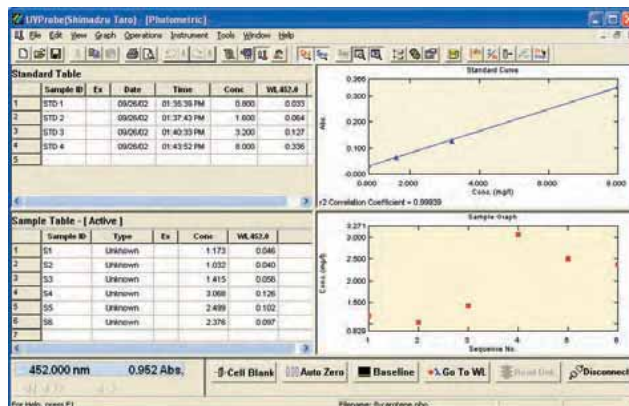 UVProbe(Shimadzu Taro) - [Photometric]
File Edit View Graph Operations Instrument Tools Window Help
Standard Table
Sample ID Ex Date Time Conc WL452.0
1 STD 1 09/26/02 01:35:39 PM 0.800 0.033
2 STD 2 09/26/02 01:37:43 PM 1.600 0.064
3 STD 3 09/26/02 01:40:33 PM 3.200 0.127
4 STD 4 09/26/02 01:43:52 PM 8.000 0.336
5
Standard Curve
Abs.
0.365
0.300
0.200
0.100
-0.000
0.000 2.000 4.000 6.000 8.000
Conc. (mg/l)
r2 Correlation Coefficient = 0.99939
Sample Table - [ Active ]
Sample ID Type Ex Conc WL452.0
1 S1 Unknown 1.173 0.046
2 S2 Unknown 1.032 0.040
3 S3 Unknown 1.415 0.056
4 S4 Unknown 3.068 0.126
5 S5 Unknown 2.499 0.102
6 S6 Unknown 2.376 0.097
7
Sample Graph
Conc. (mg/l)
3.271
3.000
2.500
2.000
1.500
0.829
1 2 3 4 5 6
Sequence No.
452.000 nm 0.952 Abs.
Cell Blank Auto Zero Baseline Go To WL Read Unk. Disconnect
For Help, press F1
Filename: